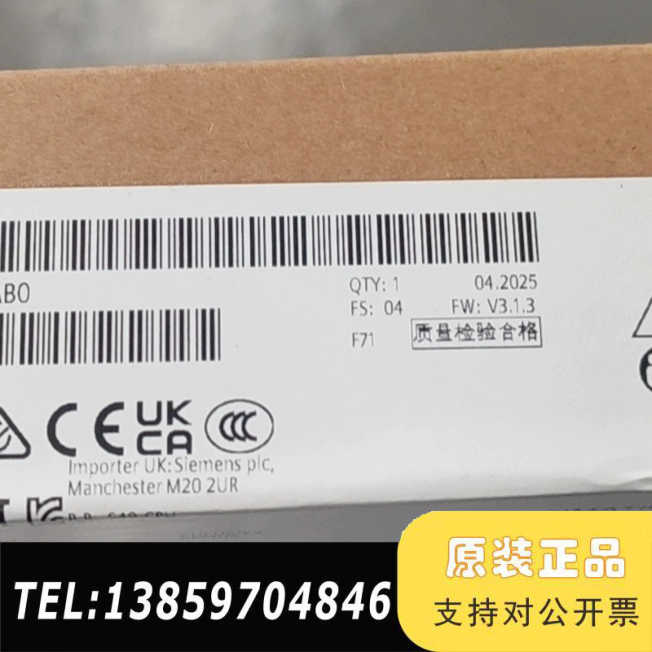 QTY: 1
04.2025
AB0
FS: 04
FW: V3.1.3
F71
质量检验合格
CE
UK
CA
CCC
Importer UK: Siemens plc,
Manchester M20 2UR
原装正品
支持对公开票
TEL:13859704846